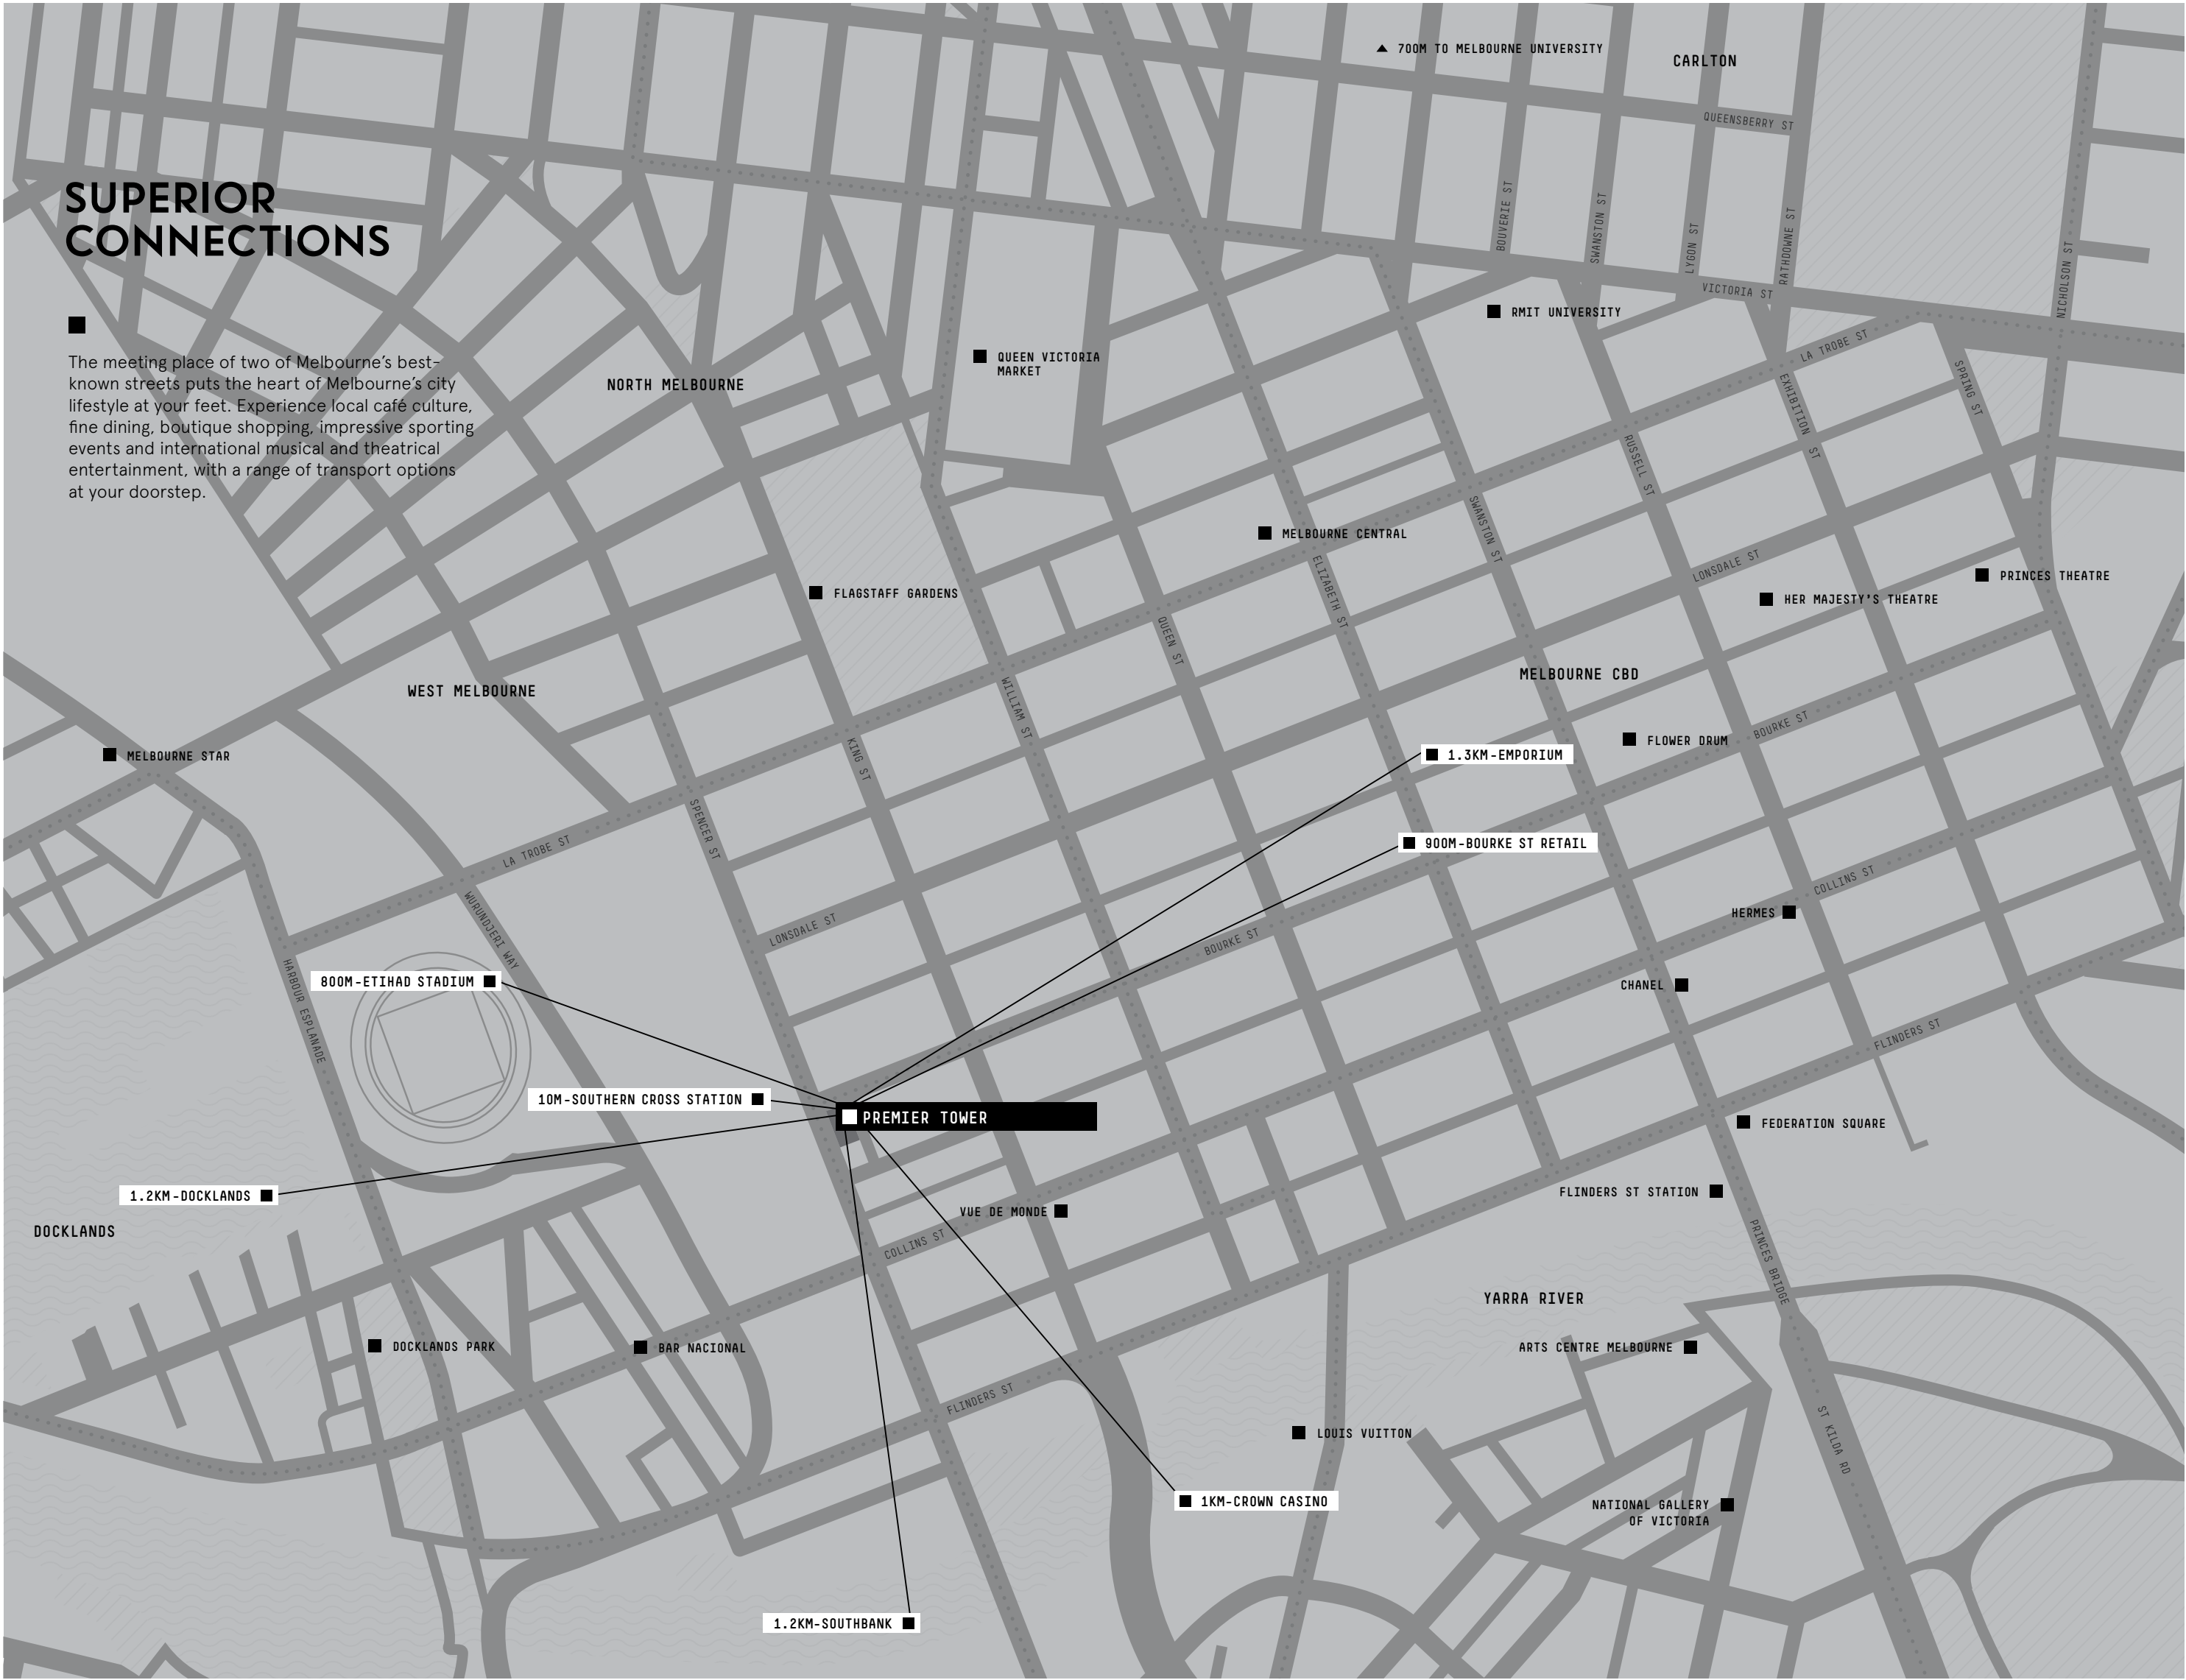 ▲ 700M TO MELBOURNE UNIVERSITY
CARLTON
QUEENSBERRY ST
SUPERIOR
CONNECTIONS
BOUVERIE ST
SWANSTON ST
LYGON ST
RATHDOWNE ST
NICHOLSON ST
VICTORIA ST
RMIT UNIVERSITY
The meeting place of two of Melbourne's best-
known streets puts the heart of Melbourne's city
lifestyle at your feet. Experience local café culture,
fine dining, boutique shopping, impressive sporting
events and international musical and theatrical
entertainment, with a range of transport options
at your doorstep.
NORTH MELBOURNE
QUEEN VICTORIA
MARKET
LA TROBE ST
EXHIBITION ST
SPRING ST
RUSSELL ST
SWANSTON ST
MELBOURNE CENTRAL
ELIZABETH ST
LONSDALE ST
PRINCES THEATRE
FLAGSTAFF GARDENS
HER MAJESTY'S THEATRE
QUEEN ST
WEST MELBOURNE
WILLIAM ST
MELBOURNE CBD
MELBOURNE STAR
KING ST
1.3KM-EMPORIUM
FLOWER DRUM
BOURKE ST
SPENCER ST
LA TROBE ST
900M-BOURKE ST RETAIL
COLLINS ST
WURUNDJERI WAY
LONSDALE ST
BOURKE ST
HERMES
HARBOUR ESPLANADE
800M-ETIHAD STADIUM
CHANEL
FLINDERS ST
10M-SOUTHERN CROSS STATION
PREMIER TOWER
FEDERATION SQUARE
1.2KM-DOCKLANDS
VUE DE MONDE
FLINDERS ST STATION
DOCKLANDS
COLLINS ST
PRINCES BRIDGE
YARRA RIVER
DOCKLANDS PARK
BAR NACIONAL
ARTS CENTRE MELBOURNE
FLINDERS ST
LOUIS VUITTON
ST KILDA RD
1KM-CROWN CASINO
NATIONAL GALLERY
OF VICTORIA
1.2KM-SOUTHBANK